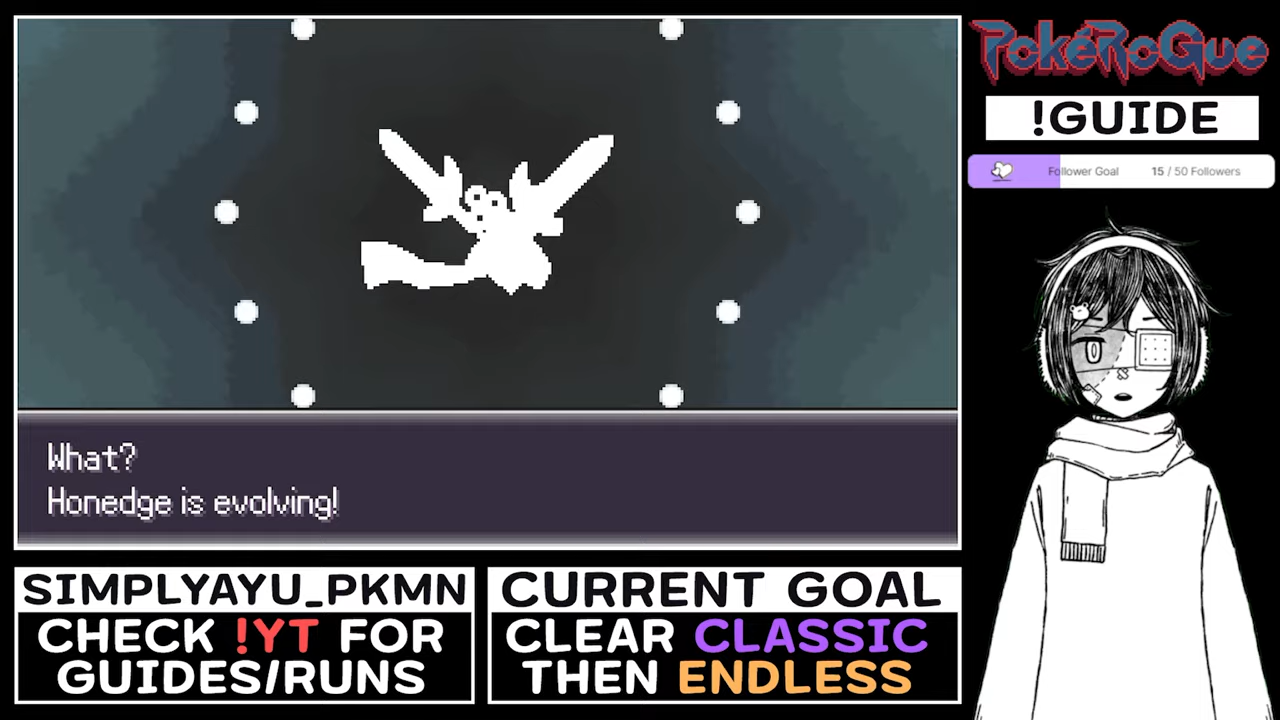 What?
Honedge is evolving!
PokéRoGue
!GUIDE
Follower Goal 15 / 50 Followers
SIMPLYAYU_PKMN
CHECK !YT FOR
GUIDES/RUNS
CURRENT GOAL
CLEAR CLASSIC
THEN ENDLESS